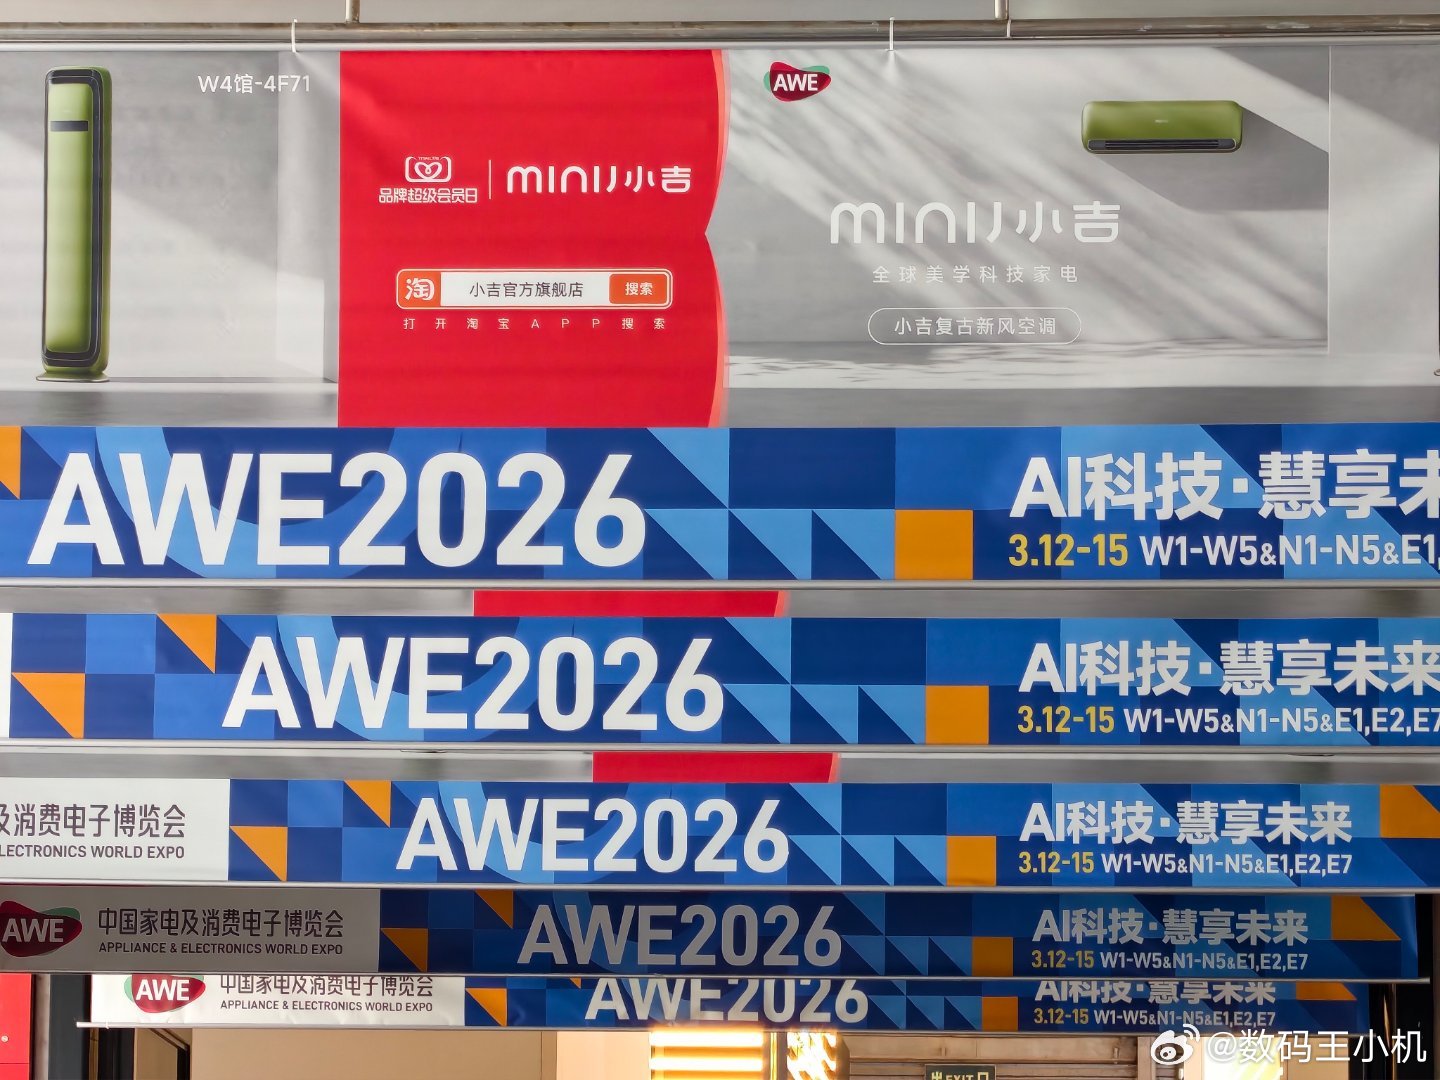 W4馆-4F71
品牌超级会员日
mini小吉
淘 小吉官方旗舰店 搜索
打开淘宝APP搜索
AWE
mini小吉
全球美学科技家电
小吉复古新风空调
AWE2026
AI科技·慧享未
3.12-15 W1-W5&N1-N5&E1,
AWE2026
AI科技·慧享未来
3.12-15 W1-W5&N1-N5&E1,E2,E7
及消费电子博览会
LECTRONICS WORLD EXPO
AWE2026
AI科技·慧享未来
3.12-15 W1-W5&N1-N5&E1,E2,E7
AWE
中国家电及消费电子博览会
APPLIANCE & ELECTRONICS WORLD EXPO
AWE2026
AI科技·慧享未来
3.12-15 W1-W5&N1-N5&E1,E2,E7
AWE
中国家电及消费电子博览会
APPLIANCE & ELECTRONICS WORLD EXPO
AWE2026
AI科技·慧享未来
3.12-15 W1-W5&N1-N5&E1,E2,E7
EXIT
@数码王小机